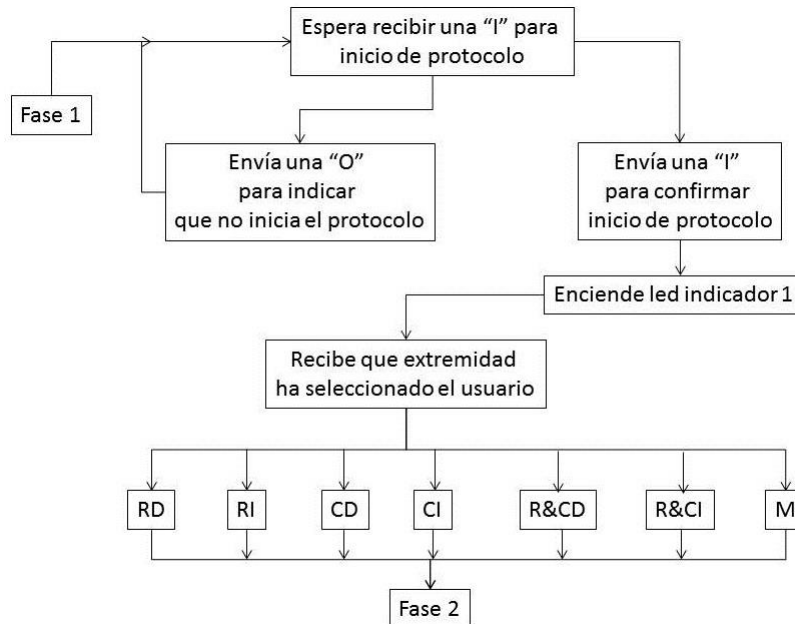 Espera recibir una “I” para
inicio de protocolo
Fase 1
Envía una “O”
para indicar
que no inicia el protocolo
Envía una “I”
para confirmar
inicio de protocolo
Enciende led indicador 1
Recibe que extremidad
ha seleccionado el usuario
RD
RI
CD
CI
R&CD
R&CI
M
Fase 2